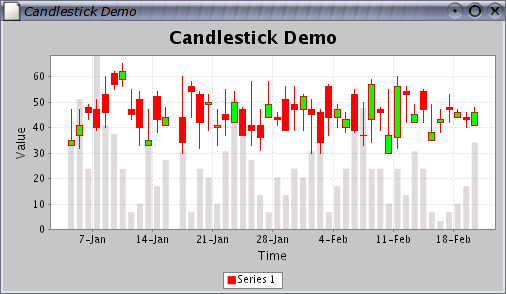 Candlestick Demo
Candlestick Demo
Value
60
50
40
30
20
10
0
7-Jan 14-Jan 21-Jan 28-Jan 4-Feb 11-Feb 18-Feb
Time
Series 1